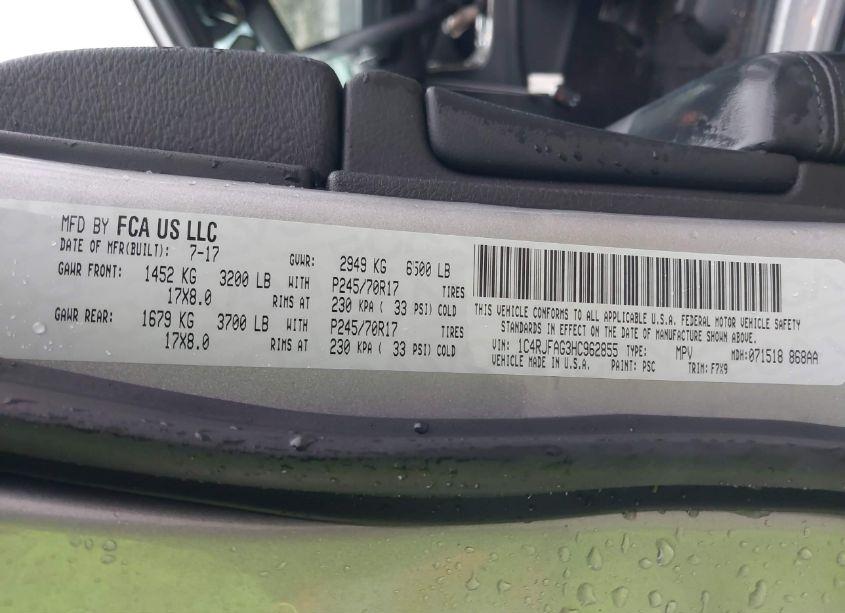 MFD BY FCA US LLC
DATE OF MFR(BUILT): 7-17 GVWR: 2949 KG 6500 LB
GAWR FRONT: 1452 KG 3200 LB WITH P245/70R17 TIRES
17X8.0 RIMS AT 230 KPA ( 33 PSI) COLD
GAWR REAR: 1679 KG 3700 LB WITH P245/70R17 TIRES
17X8.0 RIMS AT 230 KPA ( 33 PSI) COLD
THIS VEHICLE CONFORMS TO ALL APPLICABLE U.S.A. FEDERAL MOTOR VEHICLE SAFETY
STANDARDS IN EFFECT ON THE DATE OF MANUFACTURE SHOWN ABOVE.
VIN: 1C4RJFAG3HC962855 TYPE: MPV MDH:071518 868AA
VEHICLE MADE IN U.S.A. PAINT: PSC TRIM: F7X9